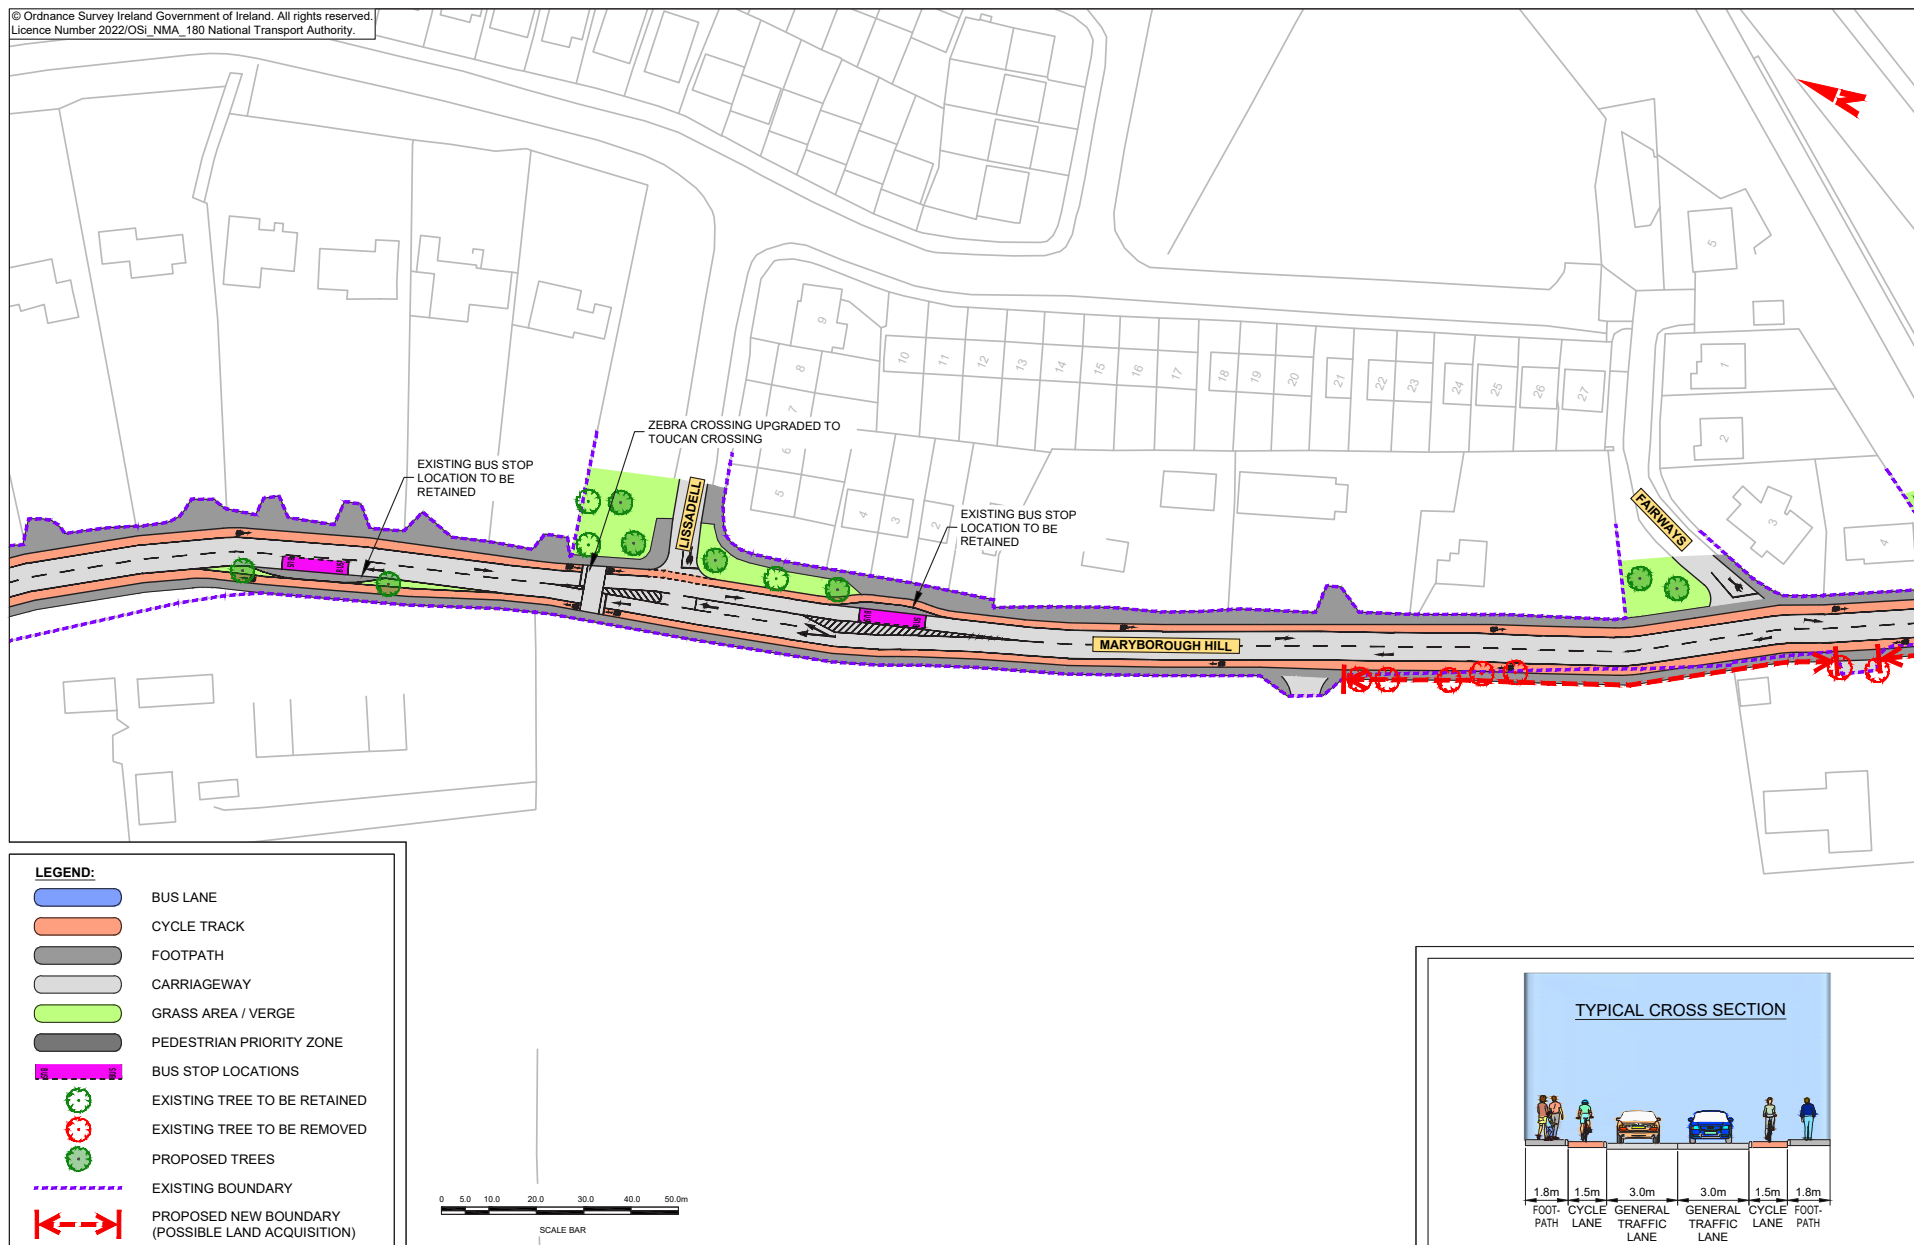 © Ordnance Survey Ireland Government of Ireland. All rights reserved.
Licence Number 2022/OSi_NMA_180 National Transport Authority.
N
5
9
8
7
6
5
4
3
2
10
11
12
13
14
15
16
17
18
19
20
21
22
23
24
25
26
27
1
2
3
4
ZEBRA CROSSING UPGRADED TO
TOUCAN CROSSING
EXISTING BUS STOP
LOCATION TO BE
RETAINED
EXISTING BUS STOP
LOCATION TO BE
RETAINED
LISSADELL
FAIRWAYS
MARYBOROUGH HILL
BUS
STOP
BUS
STOP
LEGEND:
BUS LANE
CYCLE TRACK
FOOTPATH
CARRIAGEWAY
GRASS AREA / VERGE
PEDESTRIAN PRIORITY ZONE
BUS STOP
BUS STOP LOCATIONS
EXISTING TREE TO BE RETAINED
EXISTING TREE TO BE REMOVED
PROPOSED TREES
EXISTING BOUNDARY
PROPOSED NEW BOUNDARY
(POSSIBLE LAND ACQUISITION)
0 5.0 10.0 20.0 30.0 40.0 50.0m
SCALE BAR
TYPICAL CROSS SECTION
1.8m 1.5m 3.0m 3.0m 1.5m 1.8m
FOOT- CYCLE GENERAL GENERAL CYCLE FOOT-
PATH LANE TRAFFIC TRAFFIC LANE PATH
LANE LANE